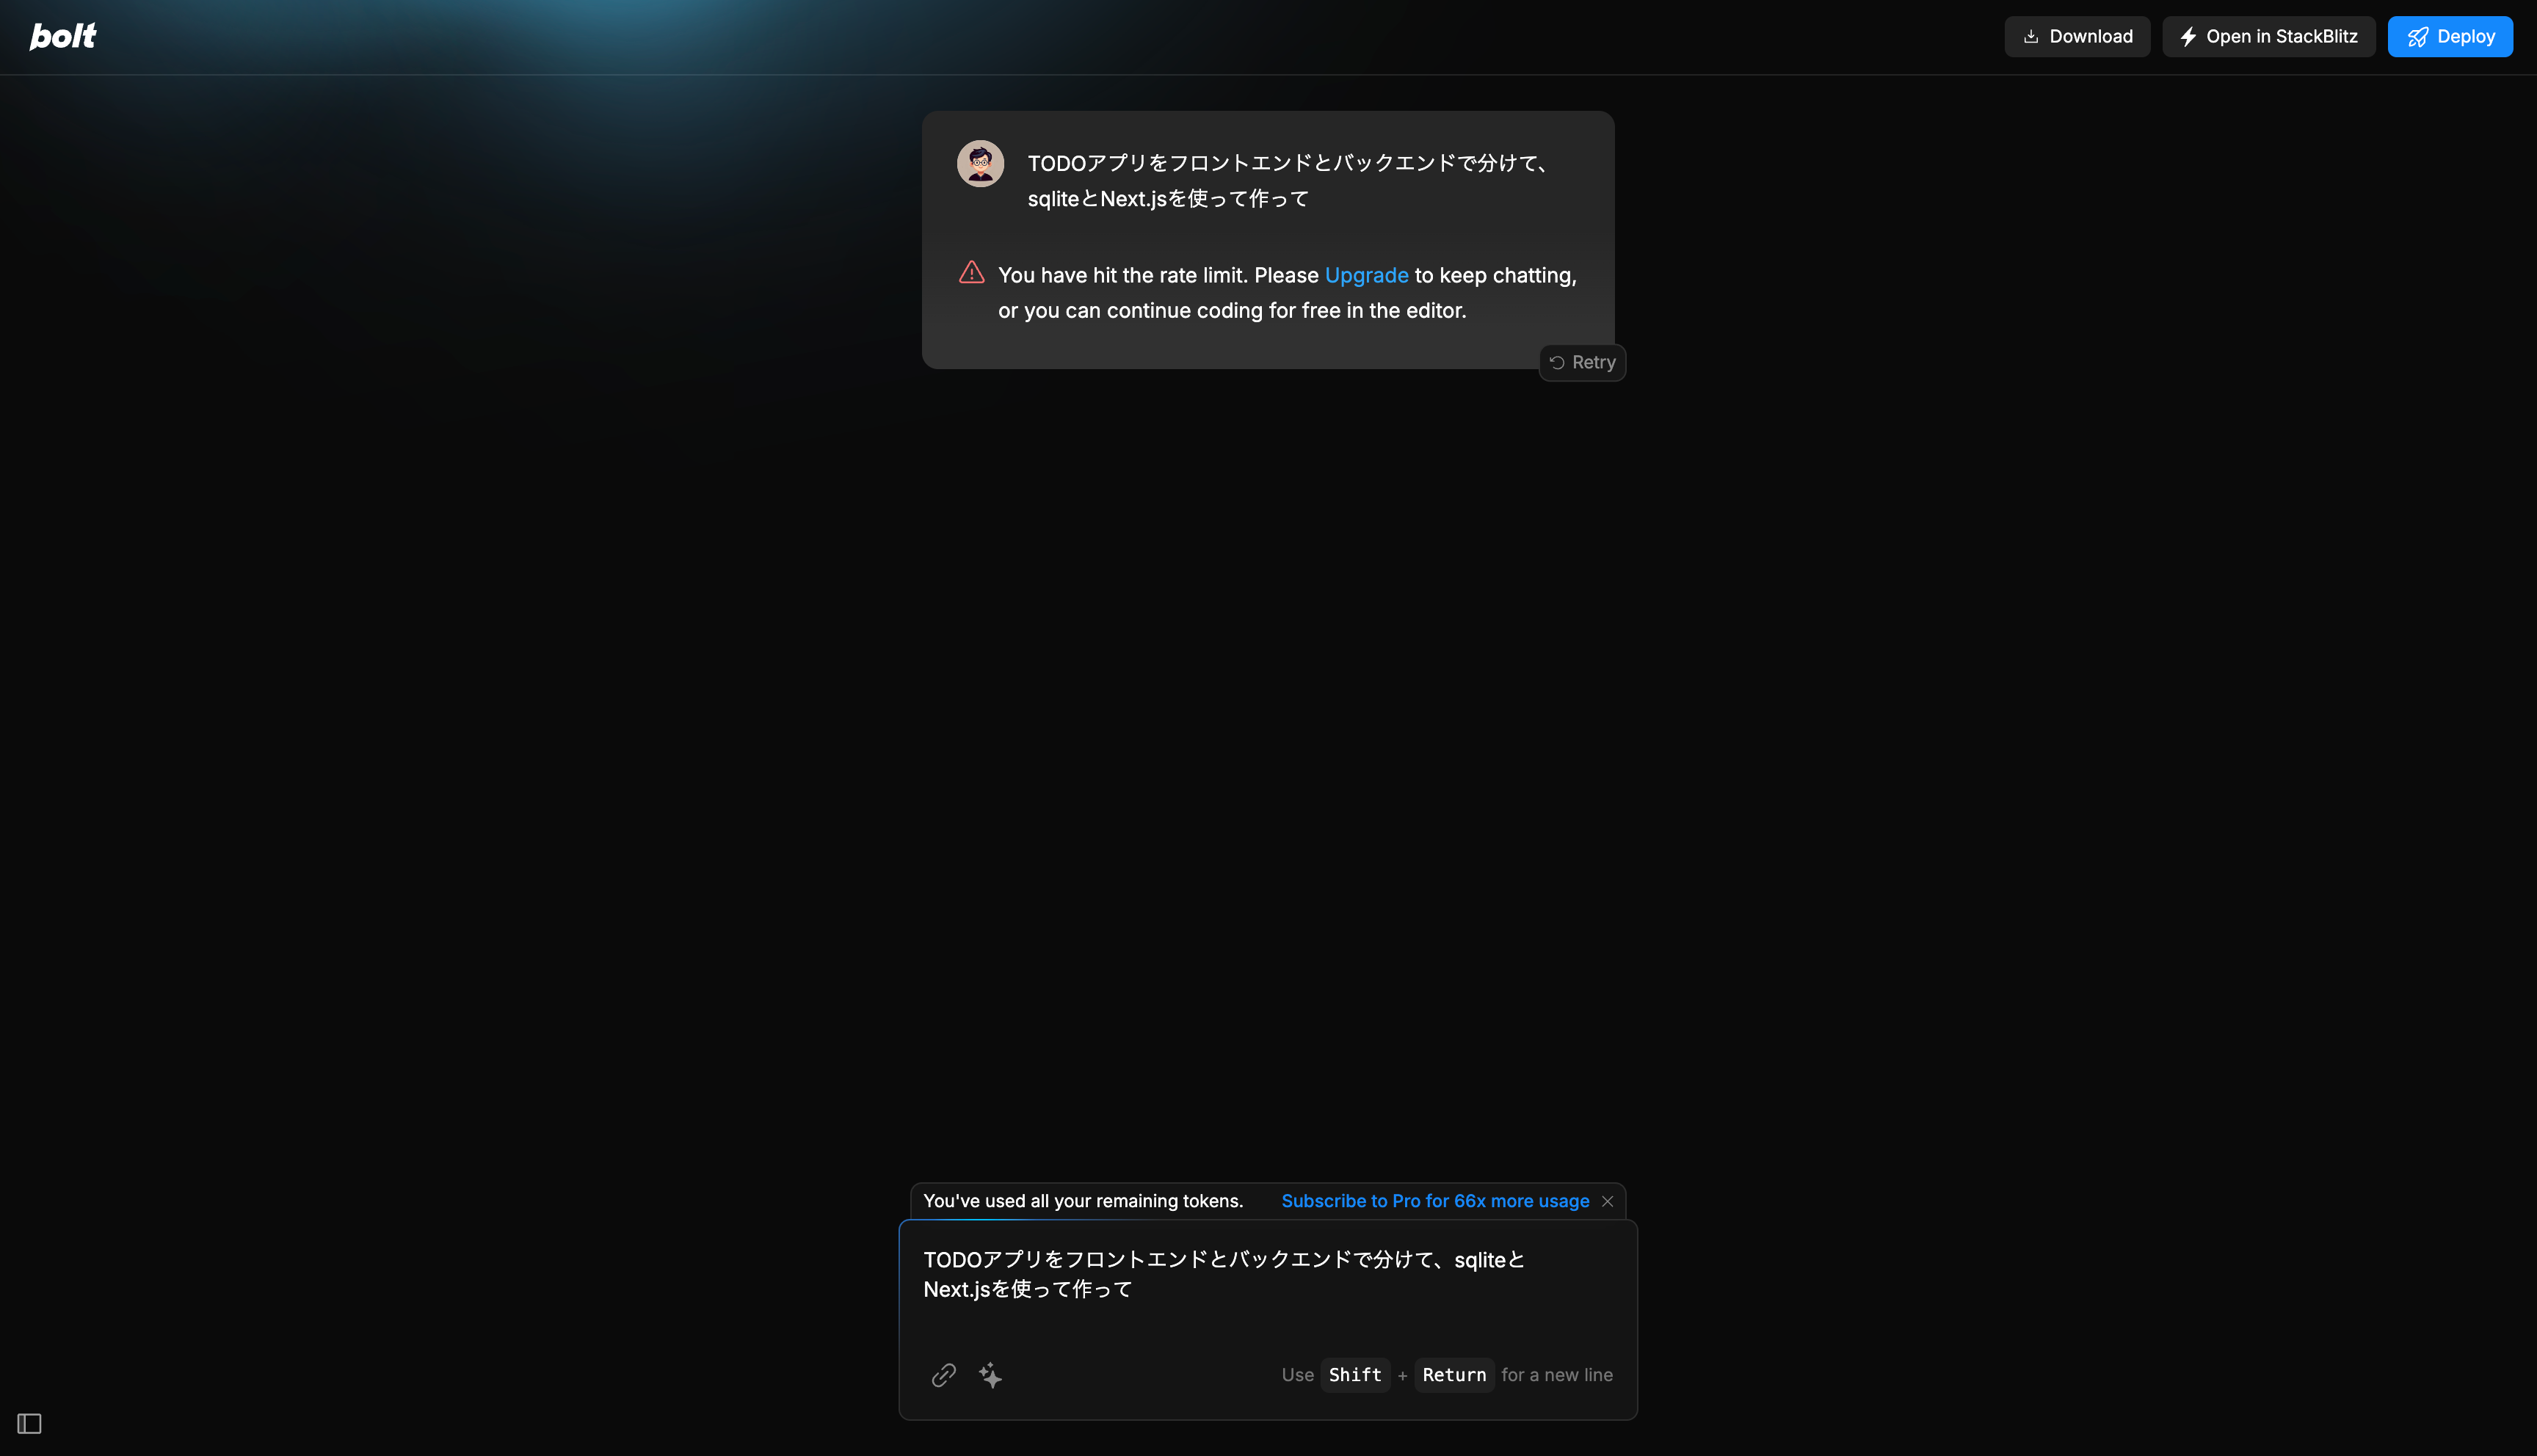 bolt
Download
Open in StackBlitz
Deploy
TODOアプリをフロントエンドとバックエンドで分けて、
sqliteとNext.jsを使って作って
You have hit the rate limit. Please Upgrade to keep chatting,
or you can continue coding for free in the editor.
Retry
You've used all your remaining tokens. Subscribe to Pro for 66x more usage
TODOアプリをフロントエンドとバックエンドで分けて、sqliteと
Next.jsを使って作って
Use Shift + Return for a new line